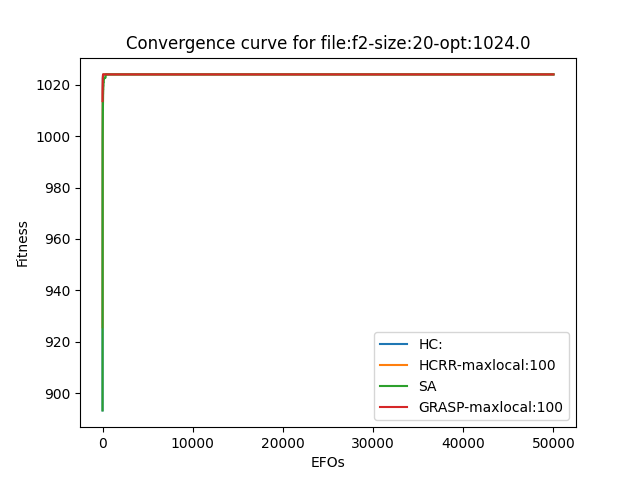 Convergence curve for file:f2-size:20-opt:1024.0
Fitness
1020
1000
980
960
940
920
900
HC:
HCRR-maxlocal:100
SA
GRASP-maxlocal:100
0
10000
20000
30000
40000
50000
EFOs